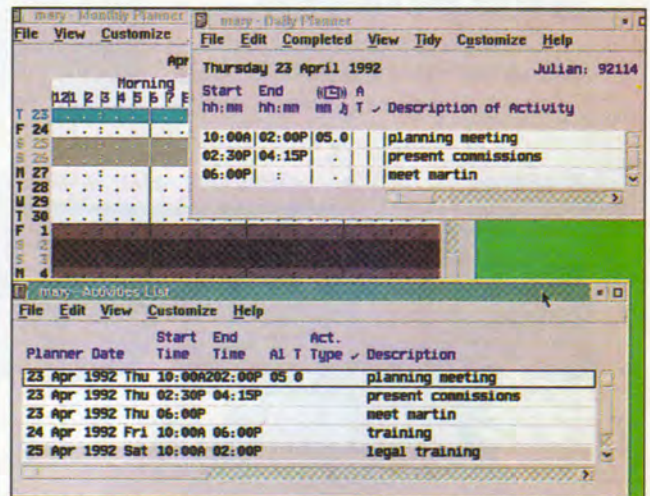 mary - Monthly Planner
File View Customize
Apr
Morning
121 2 3 4 5 6 7 8
T 23
F 24
S 25
S 26
M 27
T 28
W 29
T 30
F 1
S 2
S 3
M 4
mary - Daily Planner
File Edit Completed View Tidy Customize Help
Thursday 23 April 1992 Julian: 92114
Start End A
hh:mm hh:mm mm T ✓ Description of Activity
10:00A|02:00P|05.0| | |planning meeting
02:30P|04:15P| . | | |present commissions
06:00P| : | . | | |meet martin
mary - Activities List
File Edit View Customize Help
Start End Act.
Planner Date Time Time Al T Type ✓ Description
23 Apr 1992 Thu 10:00A202:00P 05 0 planning meeting
23 Apr 1992 Thu 02:30P 04:15P present commissions
23 Apr 1992 Thu 06:00P meet martin
24 Apr 1992 Fri 10:00A 06:00P training
25 Apr 1992 Sat 10:00A 02:00P legal training